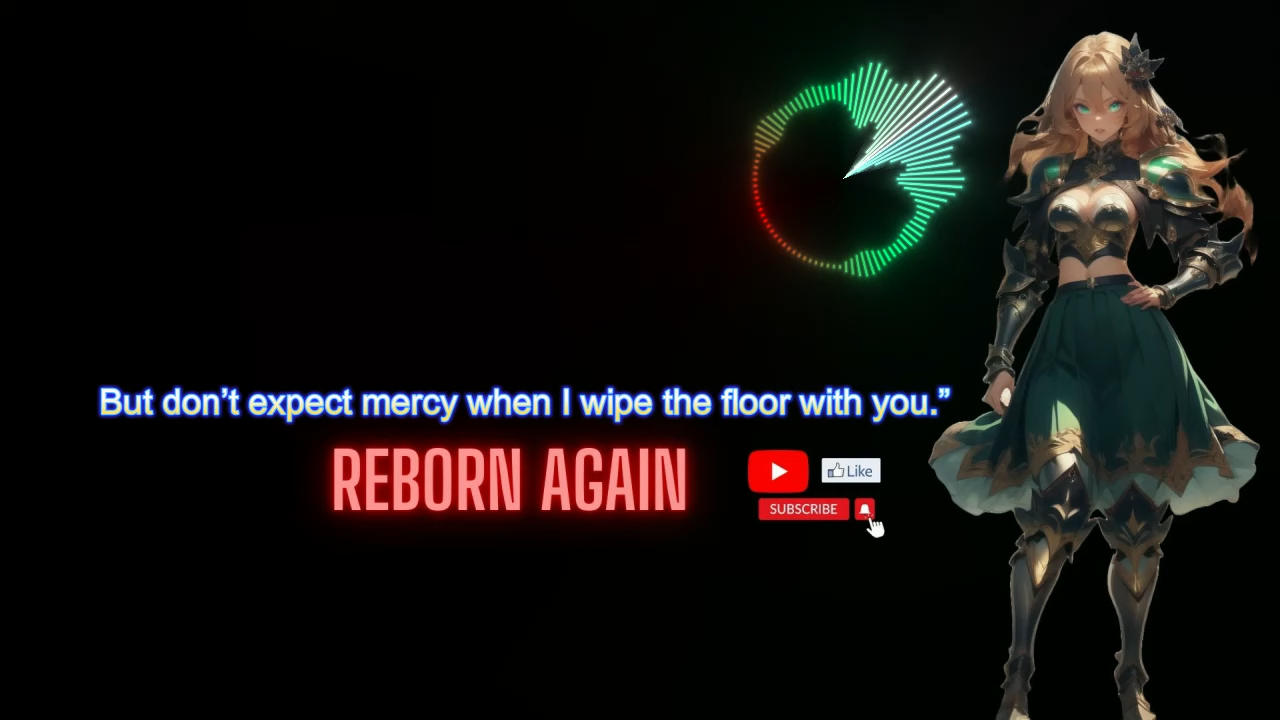 But don’t expect mercy when I wipe the floor with you.”
REBORN AGAIN
Like
SUBSCRIBE